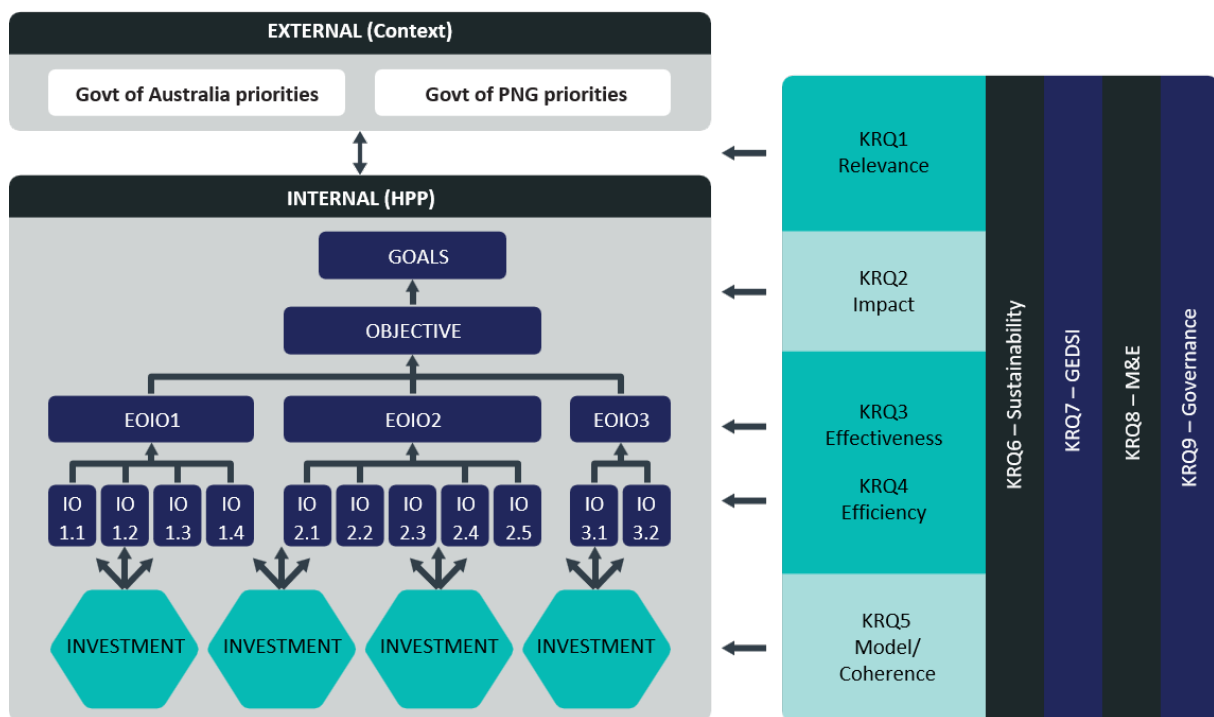 EXTERNAL (Context)
Govt of Australia priorities
Govt of PNG priorities
INTERNAL (HPP)
GOALS
OBJECTIVE
EOIO1
EOIO2
EOIO3
IO
1.1
IO
1.2
IO
1.3
IO
1.4
IO
2.1
IO
2.2
IO
2.3
IO
2.4
IO
2.5
IO
3.1
IO
3.2
INVESTMENT
INVESTMENT
INVESTMENT
INVESTMENT
KRQ1
Relevance
KRQ2
Impact
KRQ3
Effectiveness
KRQ4
Efficiency
KRQ5
Model/
Coherence
KRQ6 – Sustainability
KRQ7 – GEDSI
KRQ8 – M&E
KRQ9 – Governance